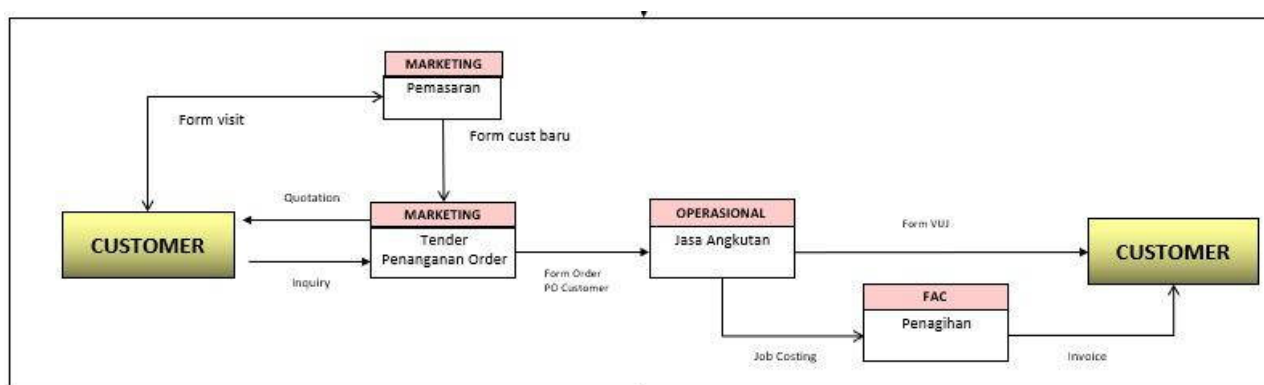 MARKETING
Pemasaran
Form visit
Form cust baru
Quotation
CUSTOMER
MARKETING
Tender
Penanganan Order
Inquiry
Form Order
PO Customer
OPERASIONAL
Jasa Angkutan
Form VUJ
CUSTOMER
FAC
Penagihan
Job Costing
Invoice